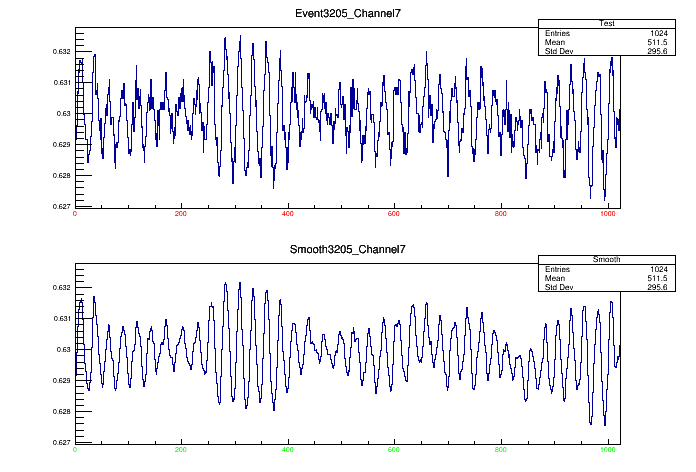 Event3205_Channel7
Test
Entries 1024
Mean 511.5
Std Dev 295.6
0.632
0.631
0.63
0.629
0.628
0.627
0 200 400 600 800 1000
Smooth3205_Channel7
Smooth
Entries 1024
Mean 511.5
Std Dev 295.6
0.632
0.631
0.63
0.629
0.628
0.627
0 200 400 600 800 1000